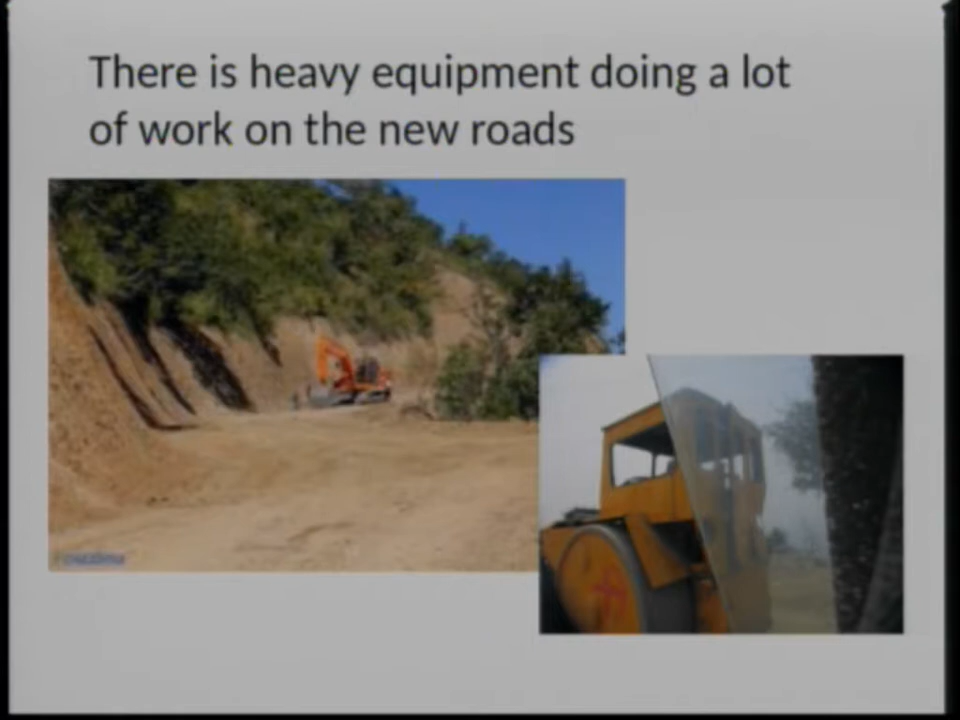 There is heavy equipment doing a lot
of work on the new roads